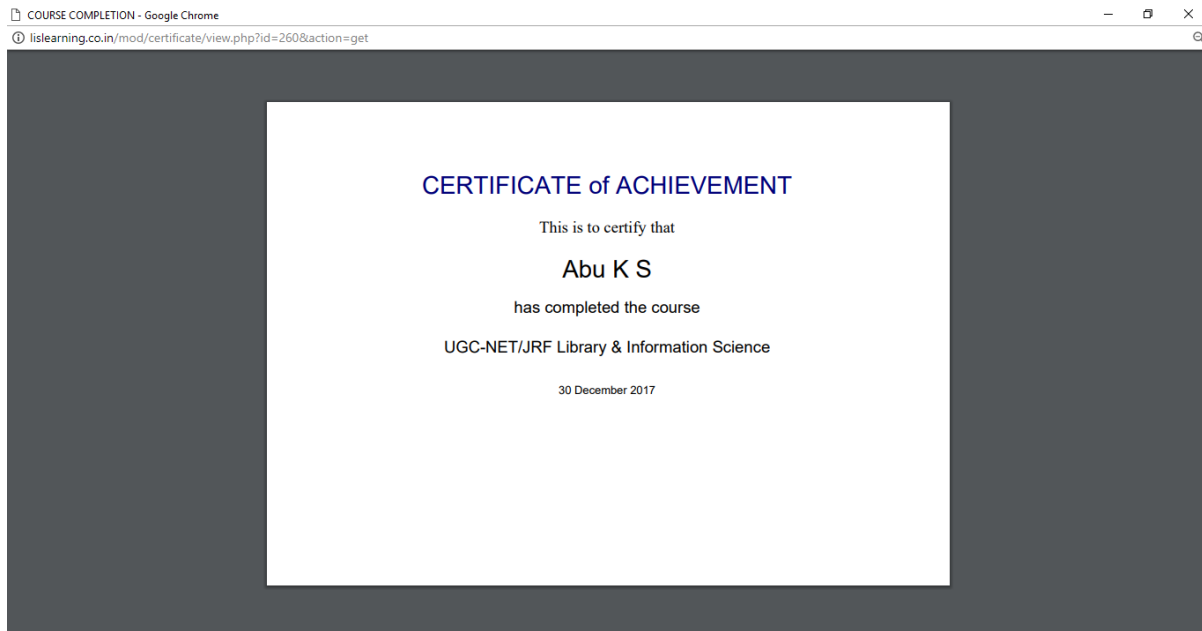 COURSE COMPLETION - Google Chrome
lislearning.co.in/mod/certificate/view.php?id=260&action=get
CERTIFICATE of ACHIEVEMENT
This is to certify that
Abu K S
has completed the course
UGC-NET/JRF Library & Information Science
30 December 2017